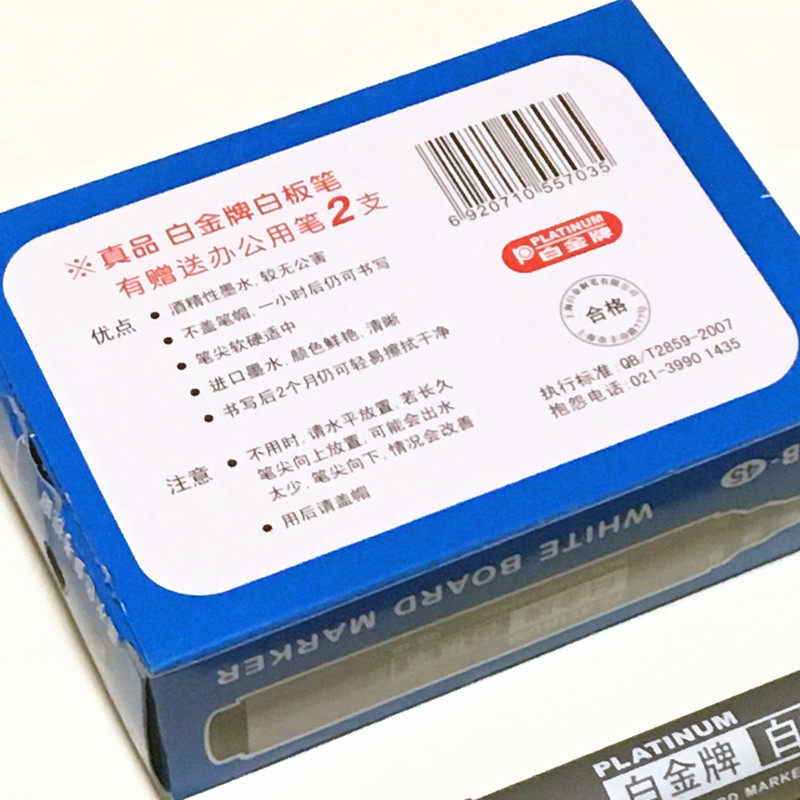 ※ 真品 白金牌白板笔
有赠送办公用笔2支
优点 ● 酒精性墨水, 较无公害
● 不盖笔帽, 一小时后仍可书写
● 笔尖软硬适中
● 进口墨水, 颜色鲜艳, 清晰
● 书写后2个月仍可轻易擦拭干净
注意 ● 不用时, 请水平放置, 若长久
笔尖向上放置, 可能会出水
太少, 笔尖向下, 情况会改善
● 用后请盖帽
6 920710 557035
PLATINUM
白金牌
合格
执行标准: QB/T2859-2007
抱怨电话: 021-3990 1435
B-45
WHITE BOARD MARKER
PLATINUM
白金牌 白